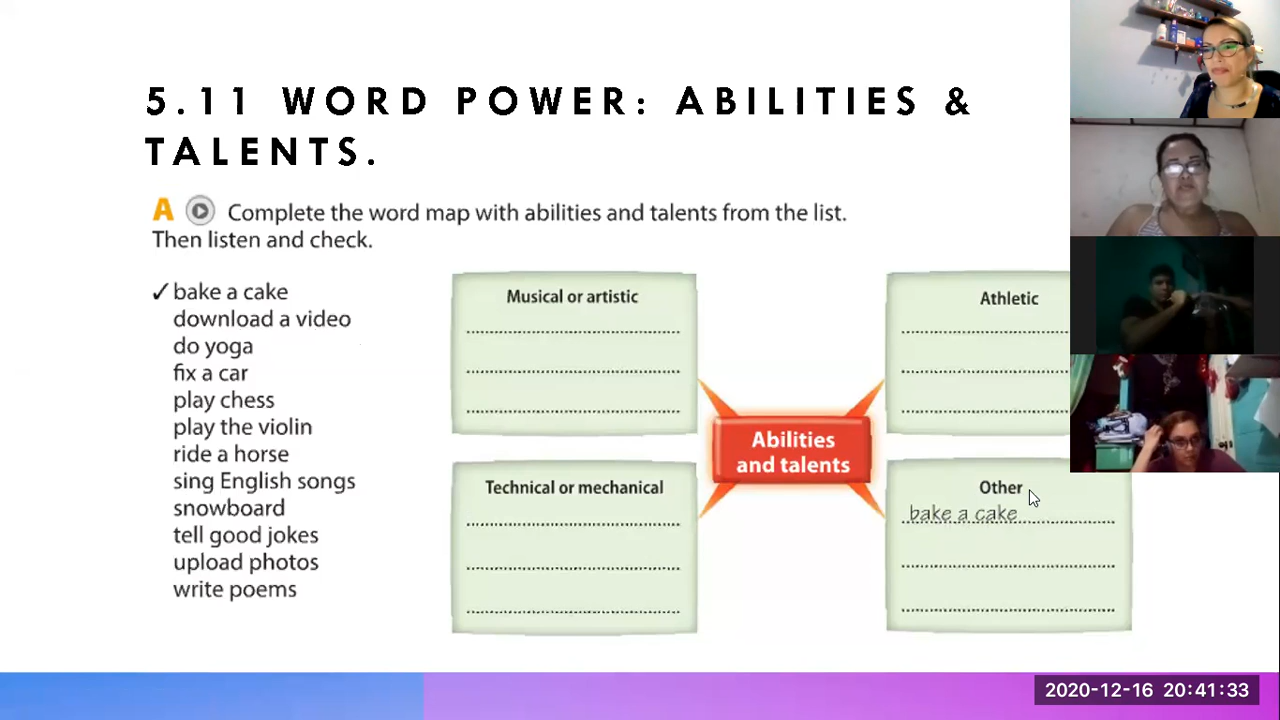 5.11 WORD POWER: ABILITIES &
TALENTS.
A Complete the word map with abilities and talents from the list.
Then listen and check.
✓ bake a cake
download a video
do yoga
fix a car
play chess
play the violin
ride a horse
sing English songs
snowboard
tell good jokes
upload photos
write poems
Musical or artistic
Athletic
Abilities
and talents
Technical or mechanical
Other
bake a cake
2020-12-16 20:41:33